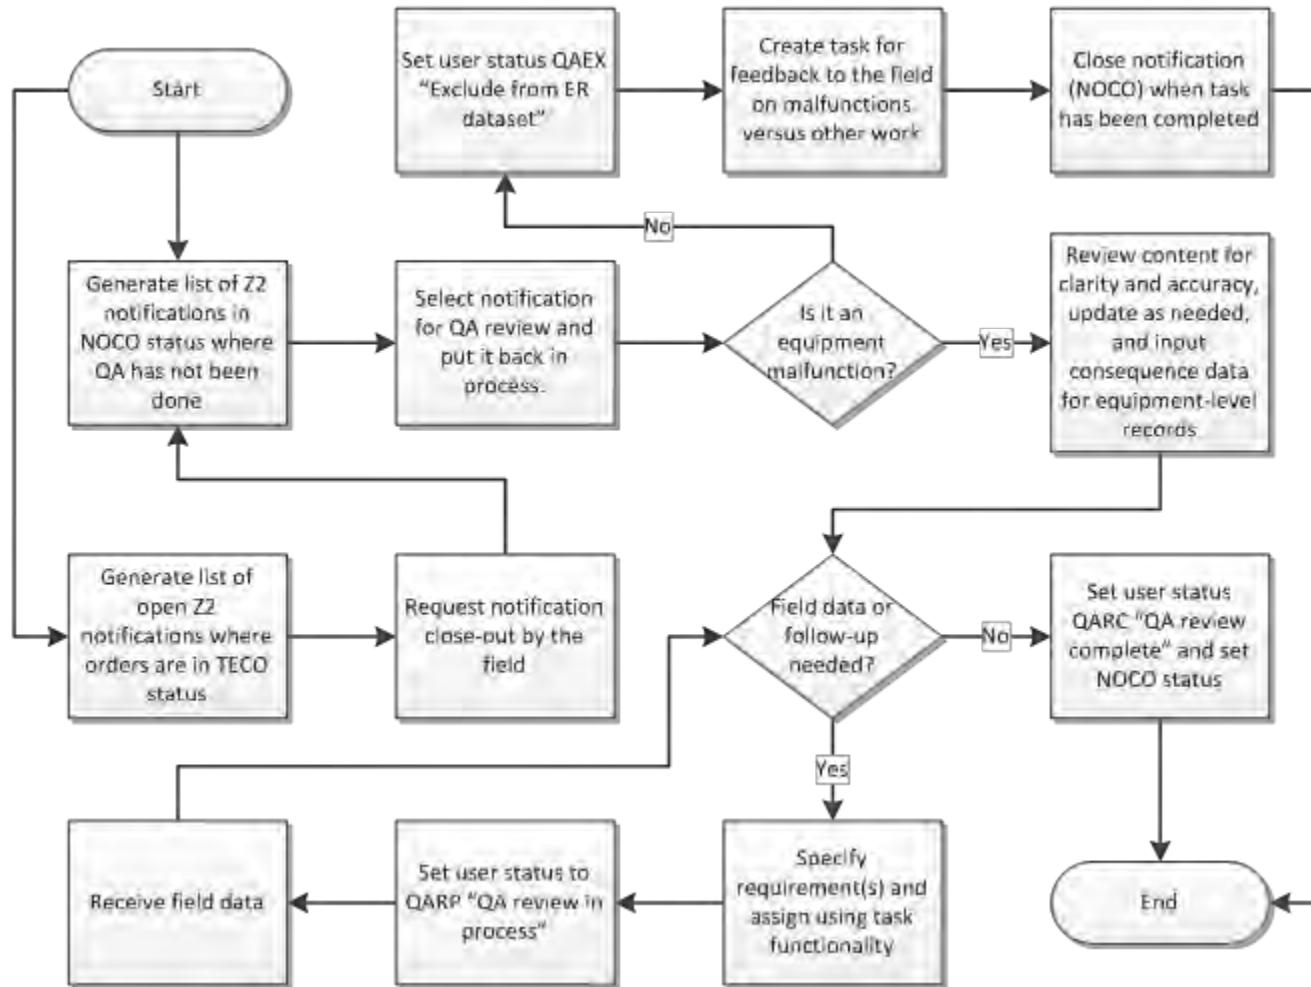 Start
Set user status QAEX
“Exclude from ER
dataset”
Create task for
feedback to the field
on malfunctions
versus other work
Close notification
(NOCO) when task
has been completed
No
Generate list of Z2
notifications in
NOCO status where
QA has not been
done
Select notification
for QA review and
put it back in
process.
Is it an
equipment
malfunction?
Yes
Review content for
clarity and accuracy,
update as needed,
and input
consequence data
for equipment-level
records
Generate list of
open Z2
notifications where
orders are in TECO
status
Request notification
close-out by the
field
Field data or
follow-up
needed?
No
Set user status
QARC “QA review
complete” and set
NOCO status
Yes
Receive field data
Set user status to
QARP “QA review in
process”
Specify
requirement(s) and
assign using task
functionality
End